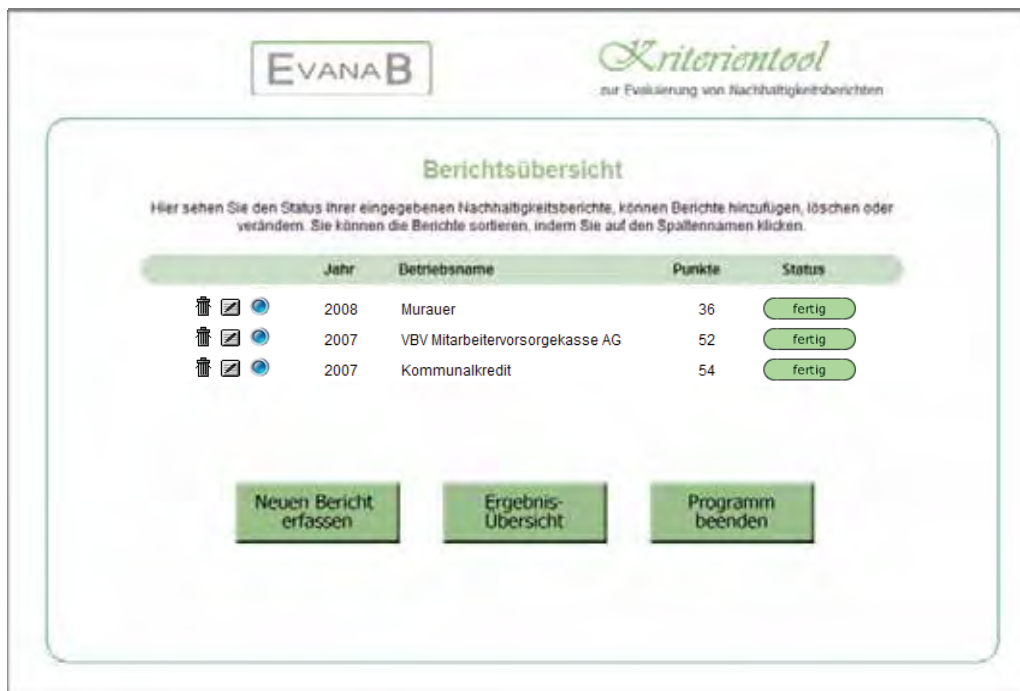 EVANAB
Kriterientool
zur Evaluierung von Nachhaltigkeitsberichten
Berichtsübersicht
Hier sehen Sie den Status Ihrer eingegebenen Nachhaltigkeitsberichte, können Berichte hinzufügen, löschen oder
verändern. Sie können die Berichte sortieren, indem Sie auf den Spaltennamen klicken.
Jahr Betriebsname Punkte Status
2008 Murauer 36 fertig
2007 VBV Mitarbeitervorsorgekasse AG 52 fertig
2007 Kommunalkredit 54 fertig
Neuen Bericht
erfassen
Ergebnis-
Übersicht
Programm
beenden